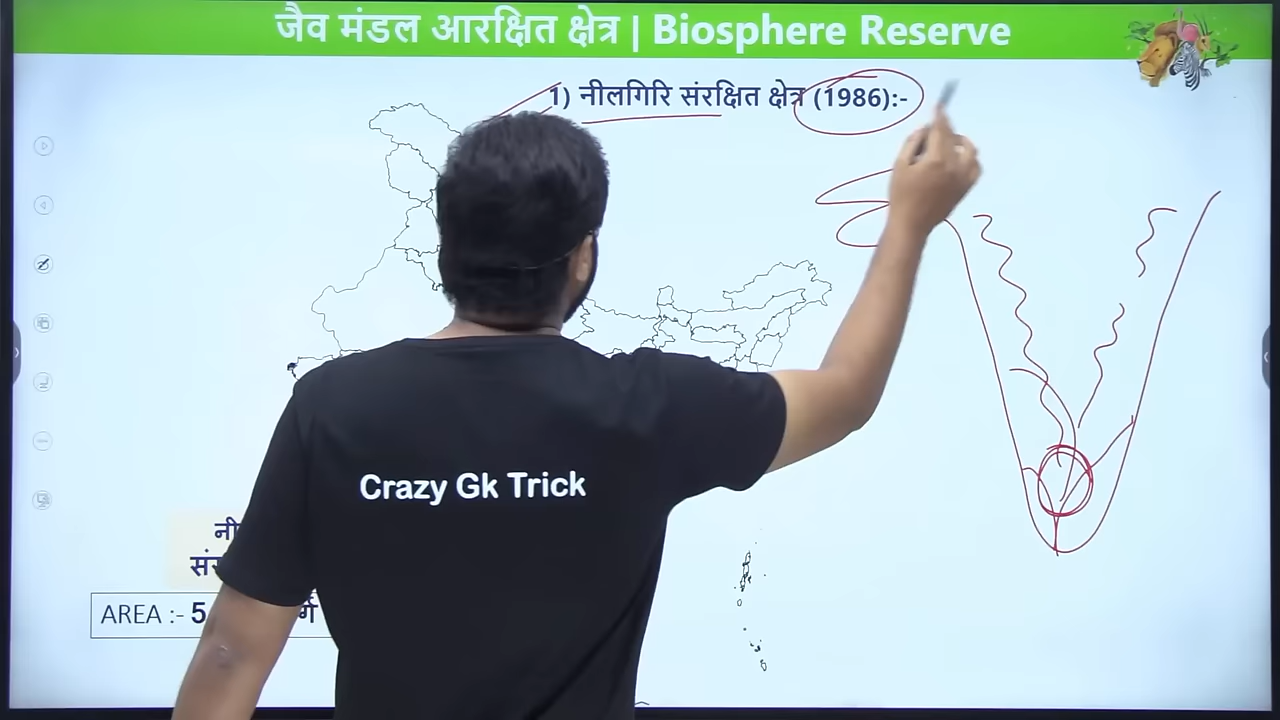 जैव मंडल आरक्षित क्षेत्र | Biosphere Reserve
1) नीलगिरि संरक्षित क्षेत्र (1986):-
Crazy Gk Trick
AREA :- 5